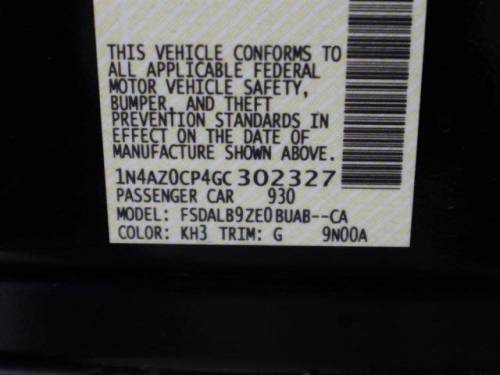 THIS VEHICLE CONFORMS TO
ALL APPLICABLE FEDERAL
MOTOR VEHICLE SAFETY,
BUMPER, AND THEFT
PREVENTION STANDARDS IN
EFFECT ON THE DATE OF
MANUFACTURE SHOWN ABOVE.
1N4AZ0CP4GC302327
PASSENGER CAR 930
MODEL: FSDALB9ZE0BUAB--CA
COLOR: KH3 TRIM: G 9N00A